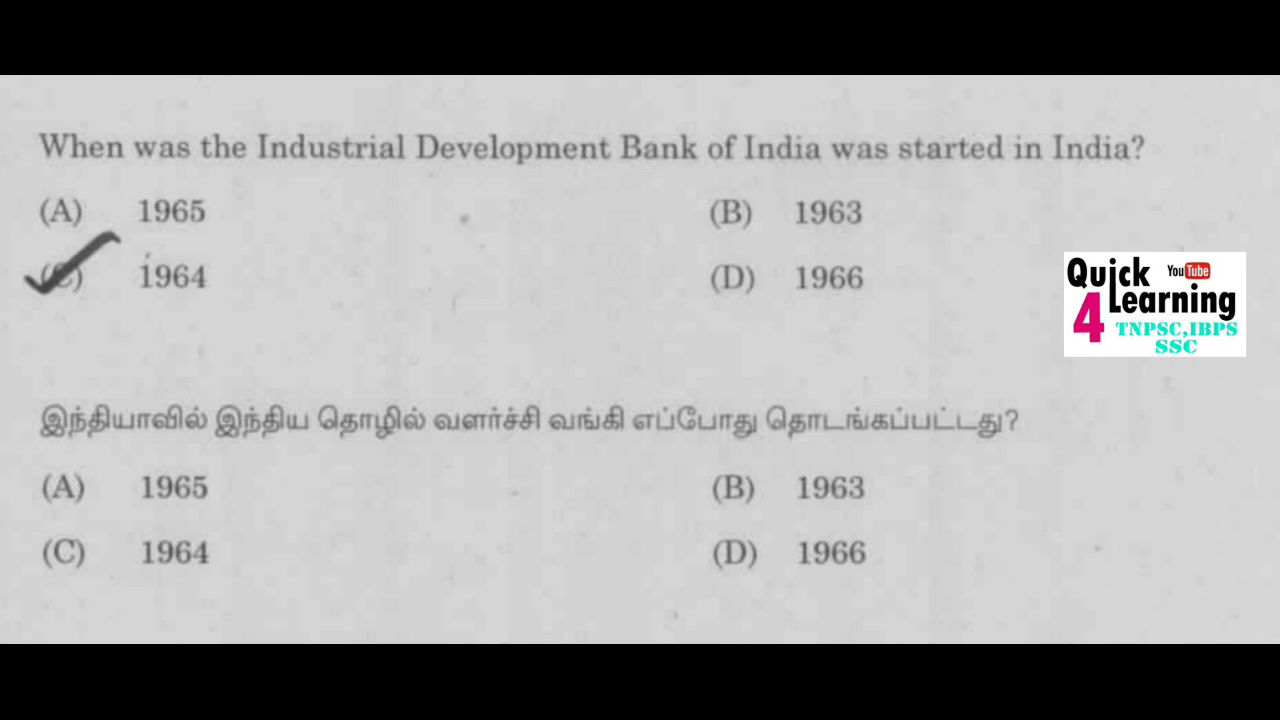 When was the Industrial Development Bank of India was started in India?
(A) 1965 (B) 1963
(C) 1964 (D) 1966
Quick YouTube
4 Learning
TNPSC,IBPS
SSC
இந்தியாவில் இந்திய தொழில் வளர்ச்சி வங்கி எப்போது தொடங்கப்பட்டது?
(A) 1965 (B) 1963
(C) 1964 (D) 1966